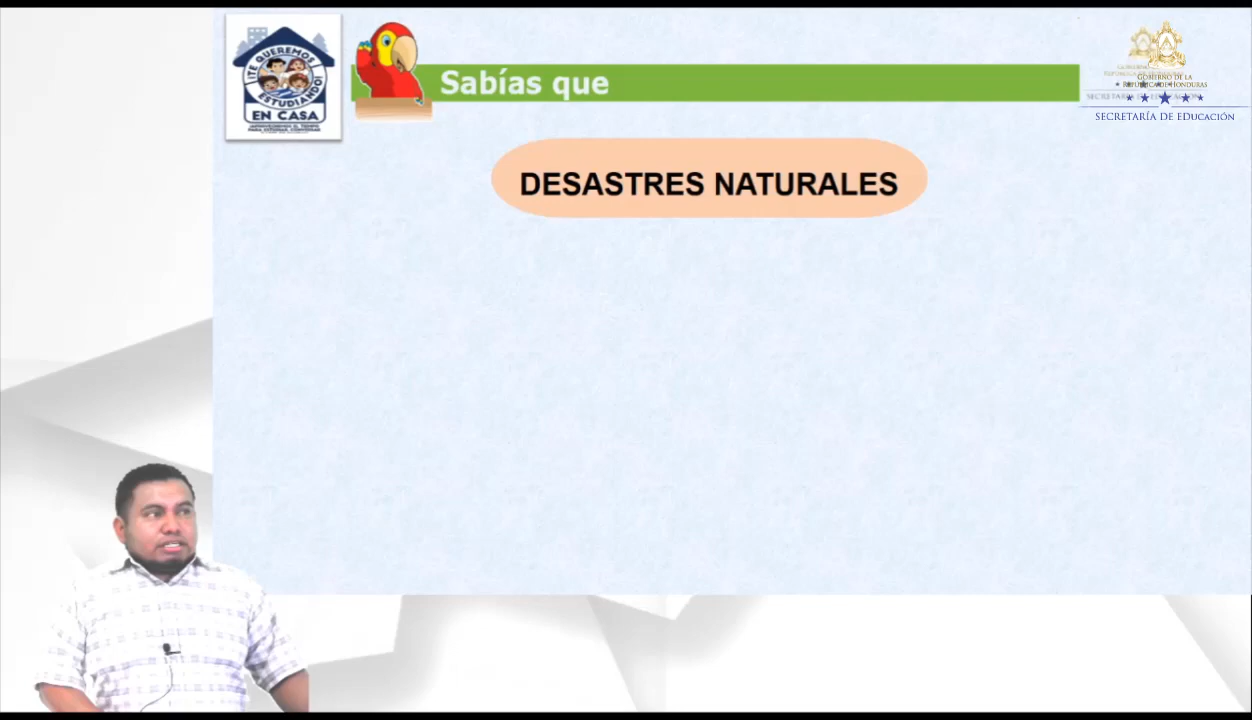 ¡TE QUEREMOS
ESTUDIANDO!
EN CASA
Sabías que
GOBIERNO DE LA
REPÚBLICA DE HONDURAS
SECRETARÍA DE EDUCACIÓN
DESASTRES NATURALES